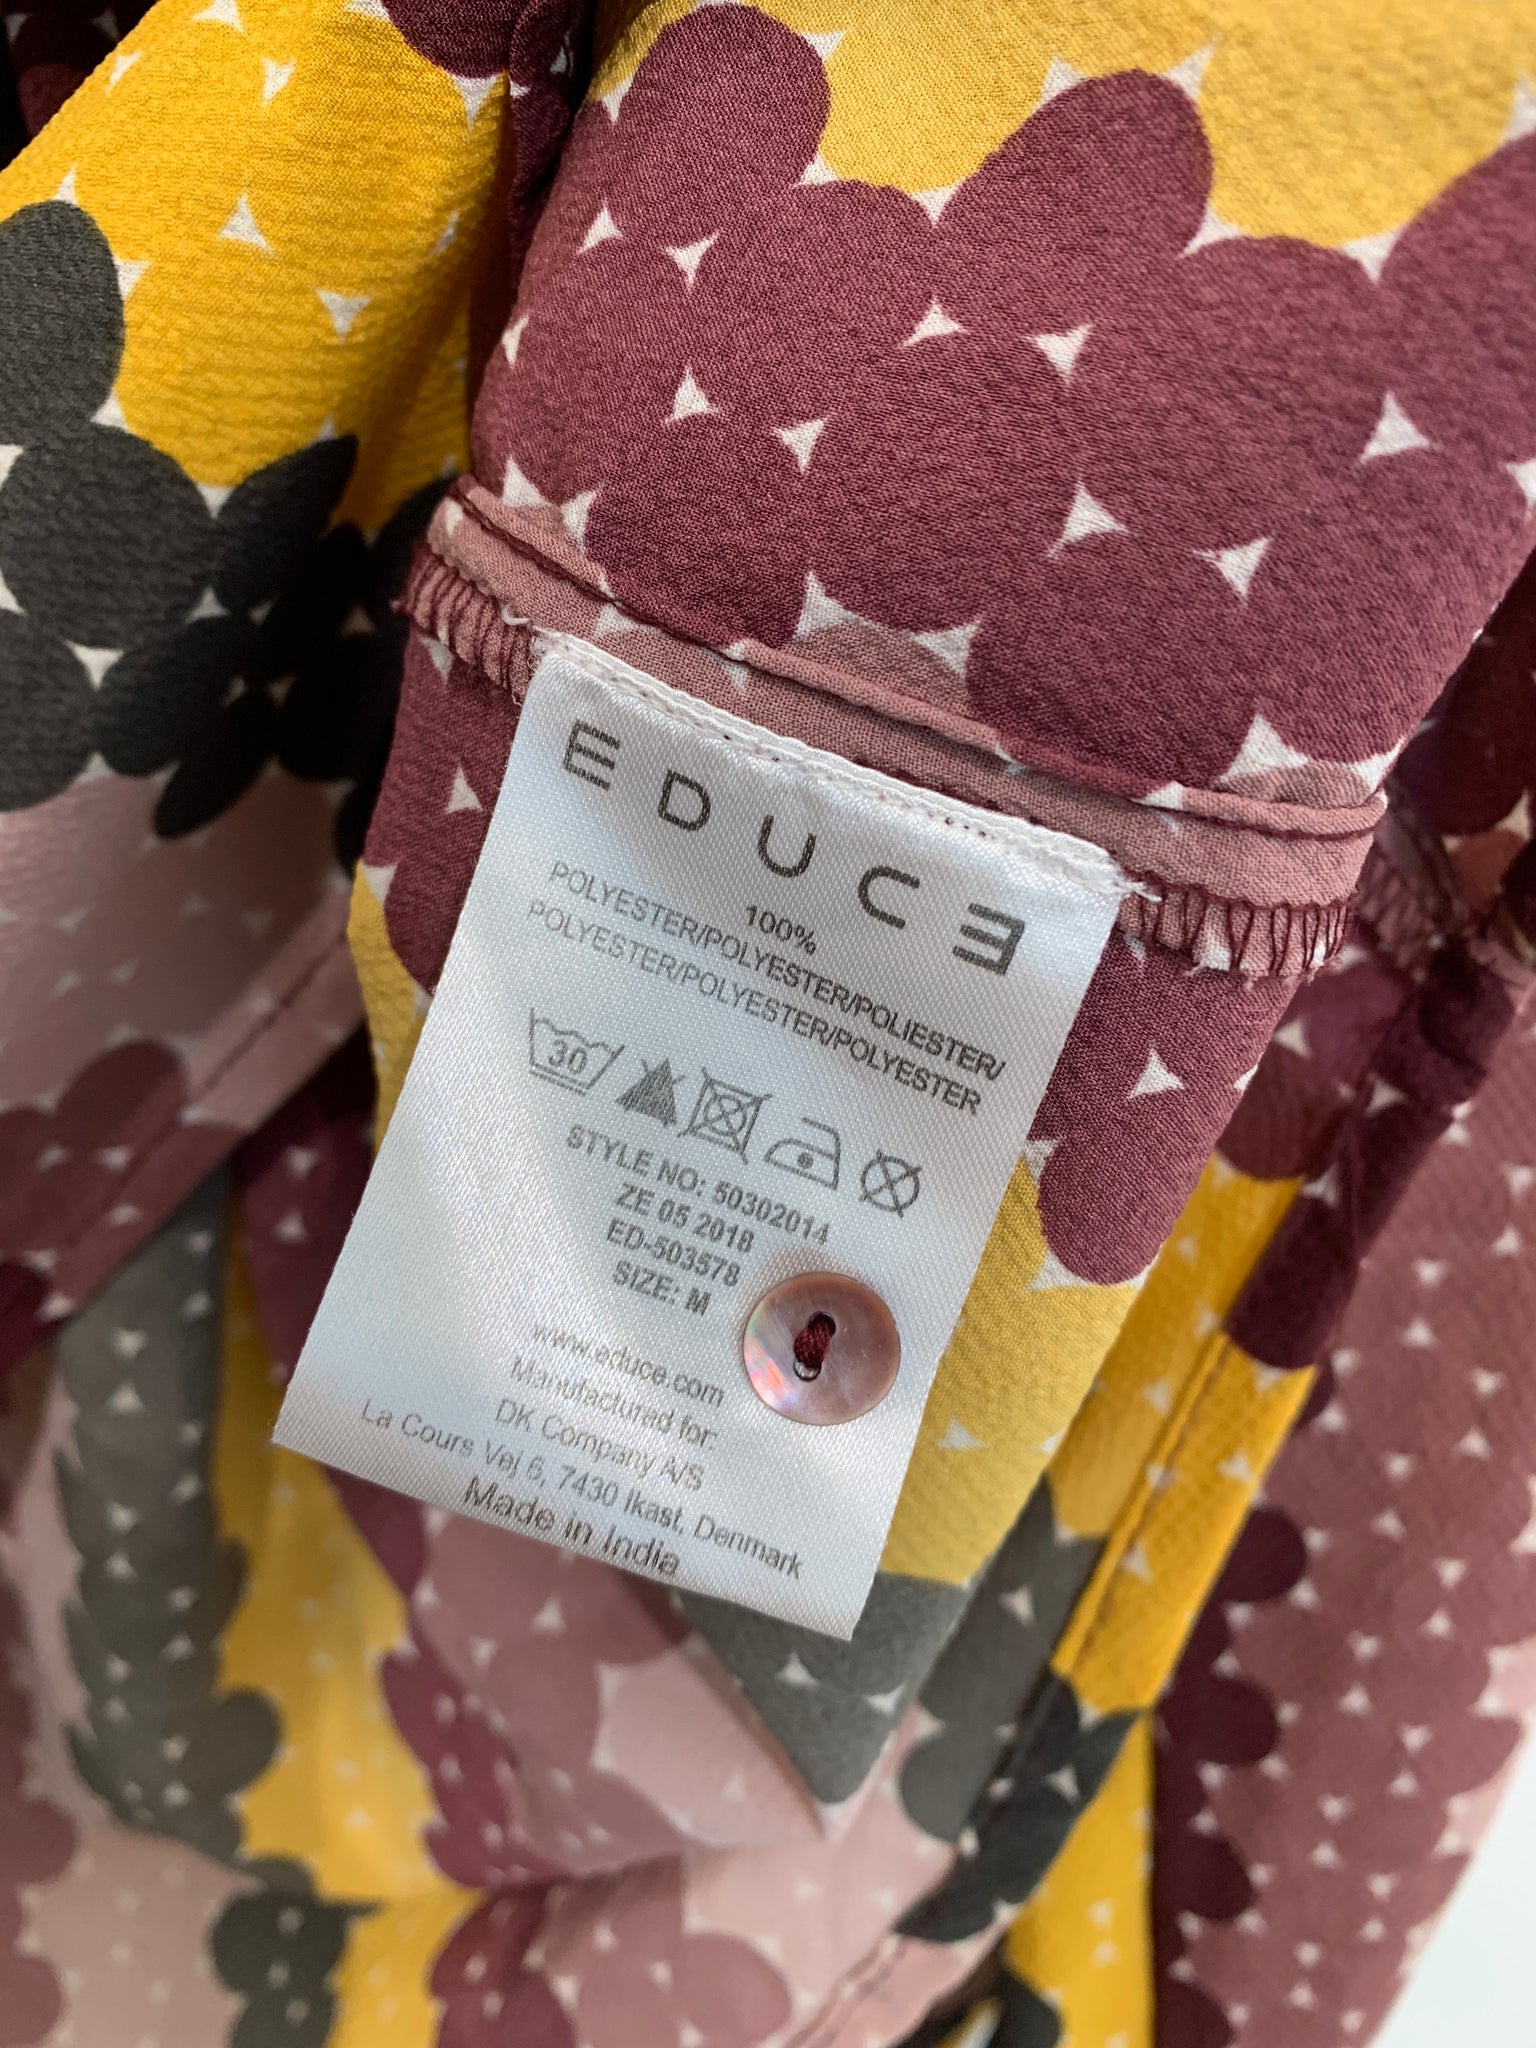 EDUCE
100%
POLYESTER/POLYESTER/POLIESTER/
POLYESTER/POLYESTER/POLYESTER
30
STYLE NO: 50302014
ZE 05 2018
ED-503578
SIZE: M
www.educe.com
Manufactured for:
DK Company A/S
La Cours Vej 6, 7430 Ikast, Denmark
Made in India